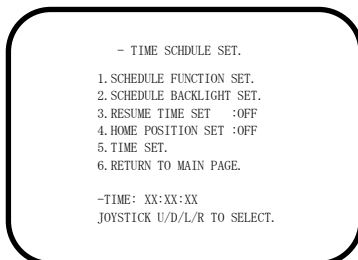 - TIME SCHDULE SET.
1. SCHEDULE FUNCTION SET.
2. SCHEDULE BACKLIGHT SET.
3. RESUME TIME SET :OFF
4. HOME POSITION SET :OFF
5. TIME SET.
6. RETURN TO MAIN PAGE.
-TIME: XX:XX:XX
JOYSTICK U/D/L/R TO SELECT.